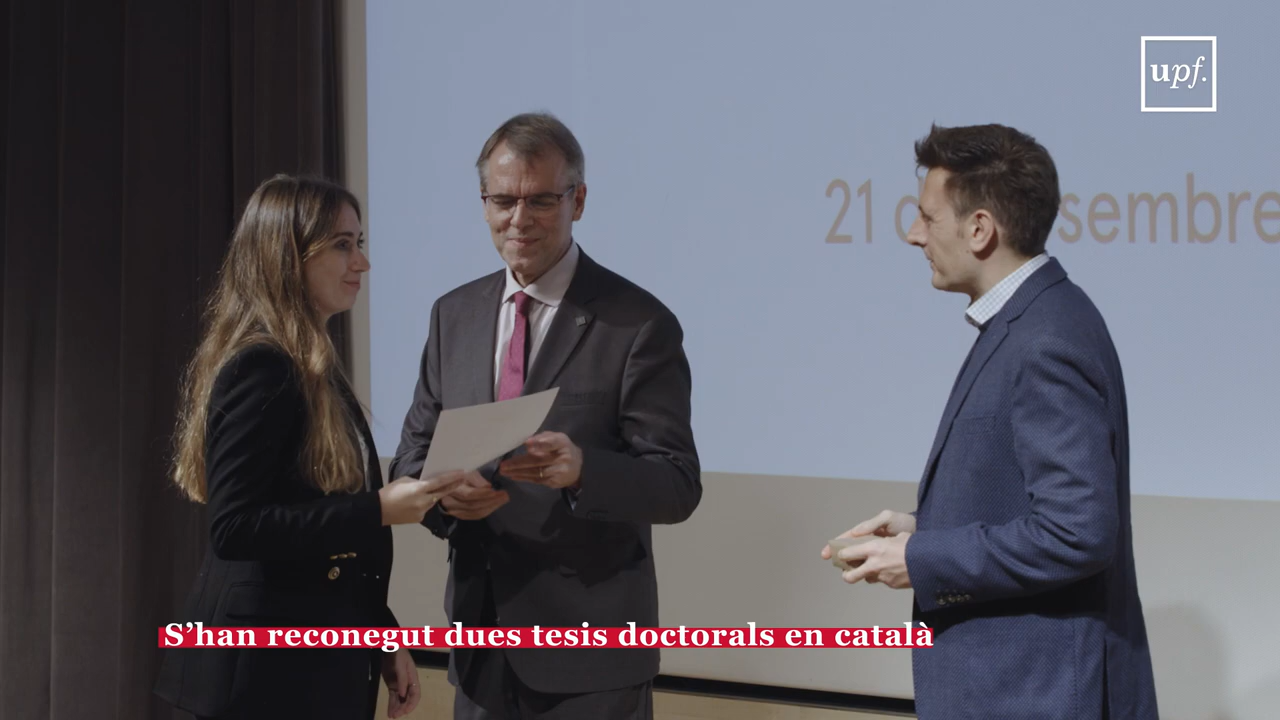 upf.
21 d sembre
S'han reconegut dues tesis doctorals en català